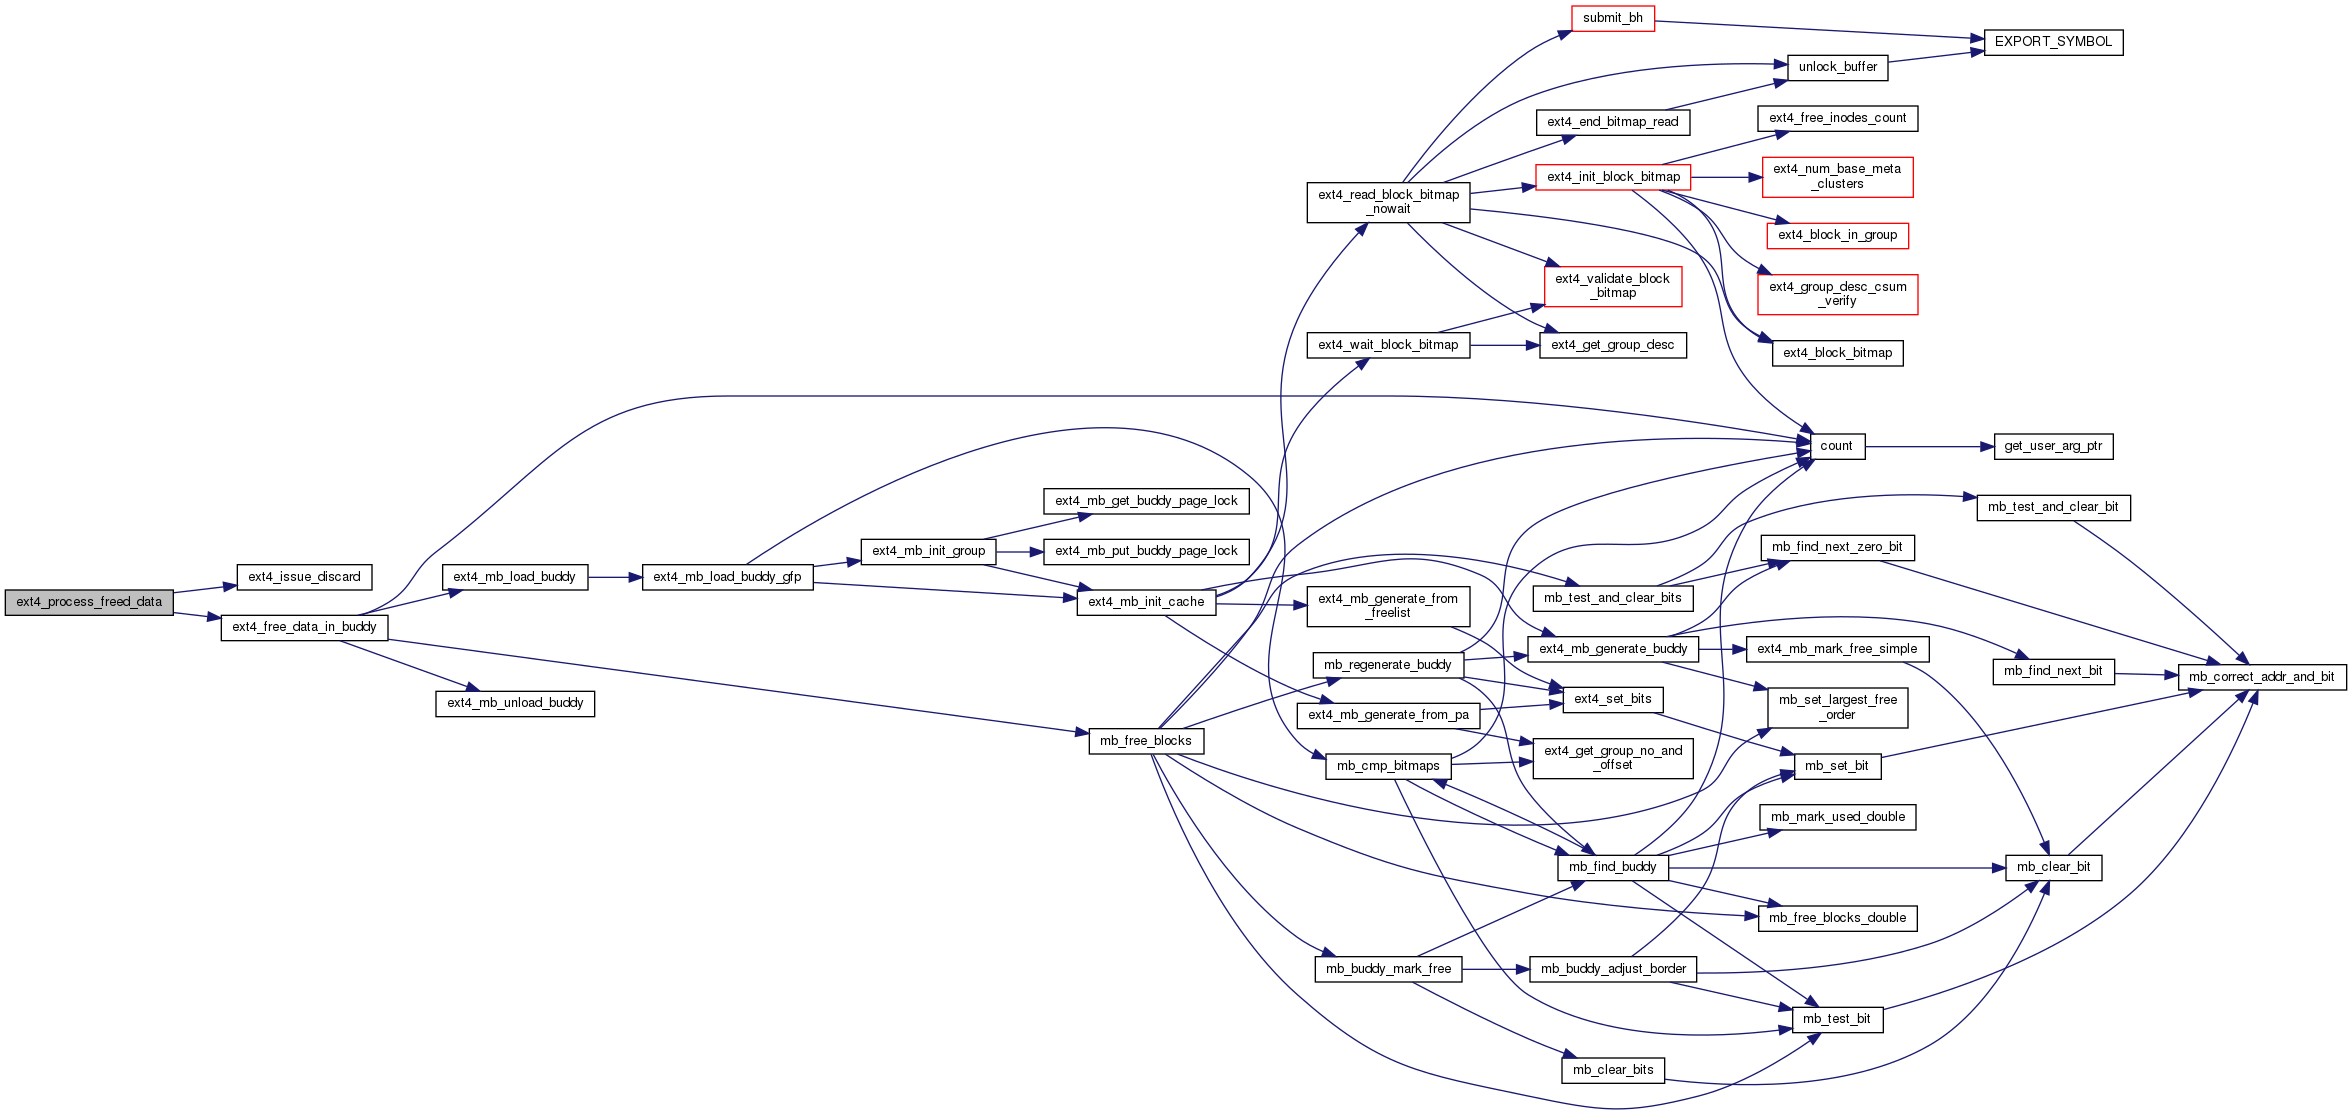 submit_bh
EXPORT_SYMBOL
unlock_buffer
ext4_end_bitmap_read
ext4_free_inodes_count
ext4_read_block_bitmap
_nowait
ext4_init_block_bitmap
ext4_num_base_meta
_clusters
ext4_block_in_group
ext4_validate_block
_bitmap
ext4_group_desc_csum
_verify
ext4_wait_block_bitmap
ext4_get_group_desc
ext4_block_bitmap
count
get_user_arg_ptr
ext4_mb_get_buddy_page_lock
mb_test_and_clear_bit
ext4_mb_init_group
ext4_mb_put_buddy_page_lock
mb_find_next_zero_bit
ext4_issue_discard
ext4_mb_load_buddy
ext4_mb_load_buddy_gfp
ext4_process_freed_data
ext4_mb_init_cache
ext4_mb_generate_from
_freelist
mb_test_and_clear_bits
ext4_free_data_in_buddy
mb_regenerate_buddy
ext4_mb_generate_buddy
ext4_mb_mark_free_simple
mb_find_next_bit
mb_correct_addr_and_bit
ext4_mb_unload_buddy
ext4_mb_generate_from_pa
ext4_set_bits
mb_set_largest_free
_order
mb_free_blocks
mb_cmp_bitmaps
ext4_get_group_no_and
_offset
mb_set_bit
mb_mark_used_double
mb_find_buddy
mb_clear_bit
mb_free_blocks_double
mb_buddy_mark_free
mb_buddy_adjust_border
mb_test_bit
mb_clear_bits